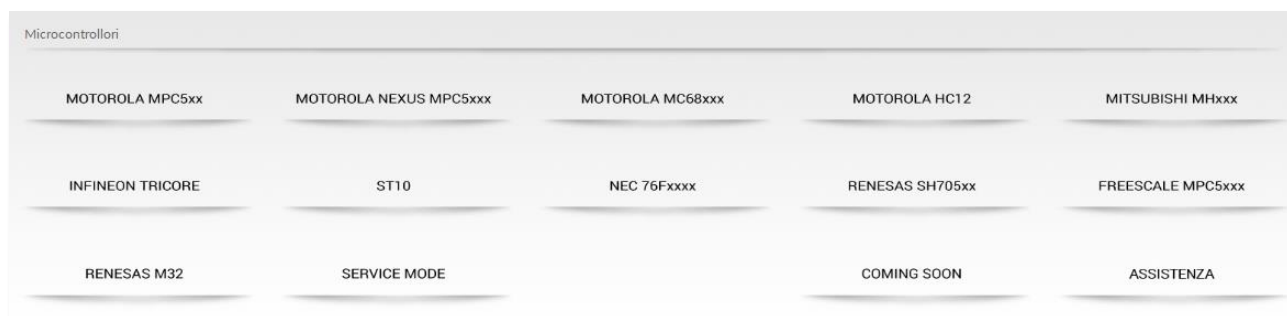 Microcontrollori
MOTOROLA MPC5xx MOTOROLA NEXUS MPC5xxx MOTOROLA MC68xxx MOTOROLA HC12 MITSUBISHI MHxxx
INFINEON TRICORE ST10 NEC 76Fxxxx RENESAS SH705xx FREESCALE MPC5xxx
RENESAS M32 SERVICE MODE COMING SOON ASSISTENZA